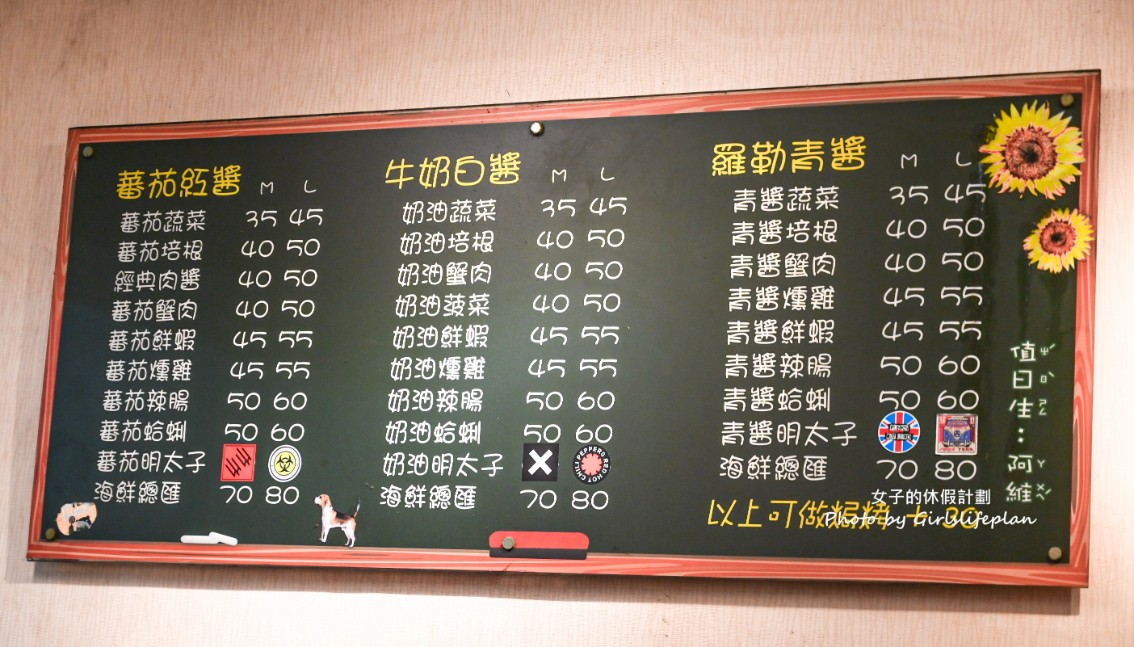 蕃茄紅醬 M L
蕃茄蔬菜 35 45
蕃茄培根 40 50
經典肉醬 40 50
蕃茄蟹肉 40 50
蕃茄鮮蝦 45 55
蕃茄燻雞 45 55
蕃茄辣腸 50 60
蕃茄蛤蜊 50 60
蕃茄明太子
海鮮總匯 70 80
牛奶白醬 M L
奶油蔬菜 35 45
奶油培根 40 50
奶油蟹肉 40 50
奶油菠菜 40 50
奶油鮮蝦 45 55
奶油燻雞 45 55
奶油辣腸 50 60
奶油蛤蜊 50 60
奶油明太子
RED HOT CHILI PEPPERS
海鮮總匯 70 80
羅勒青醬 M L
青醬蔬菜 35 45
青醬培根 40 50
青醬蟹肉 40 50
青醬燻雞 45 55
青醬鮮蝦 45 55
青醬辣腸 50 60
青醬蛤蜊 50 60
青醬明太子
海鮮總匯 70 80
以上可做焗烤 + 30
值日生：阿維
ㄓˊ ㄖˋ ㄕㄥ ㄚ ㄨㄟˊ
女子的休假計劃
Photo by Girlslifeplan